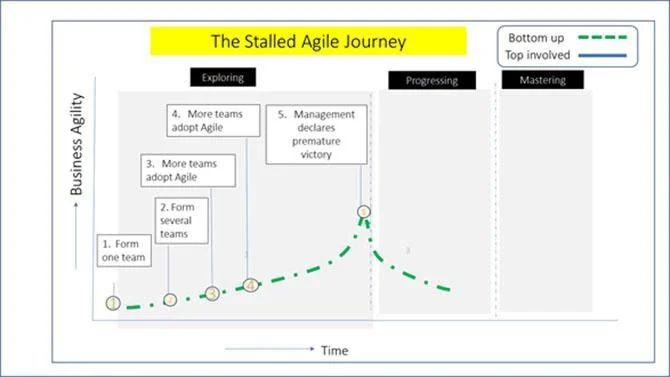 The Stalled Agile Journey
Bottom up
Top involved
Exploring
Progressing
Mastering
Business Agility
4. More teams
adopt Agile
5. Management
declares
premature
victory
3. More teams
adopt Agile
2. Form
several
teams
1. Form
one team
1
2
3
4
3
Time